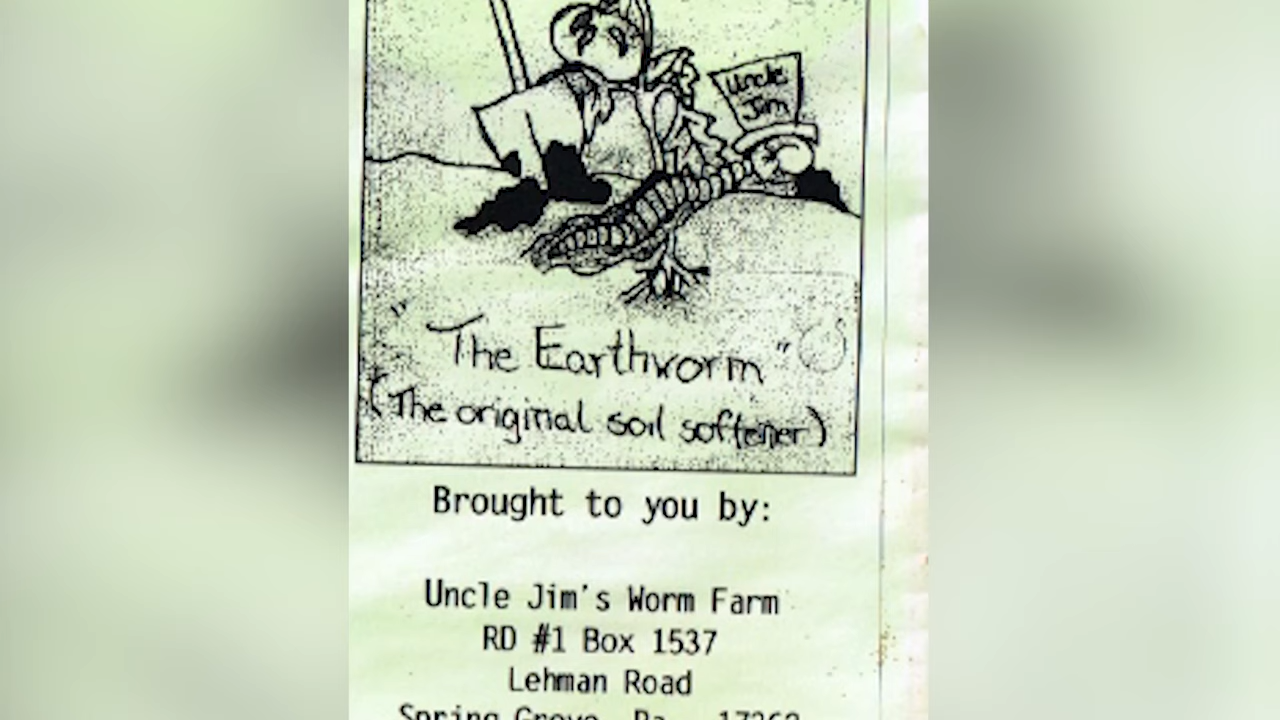 Uncle
Jim
"The Earthworm"
(The original soil softener)
Brought to you by:
Uncle Jim's Worm Farm
RD #1 Box 1537
Lehman Road
Spring Grove, Pa.